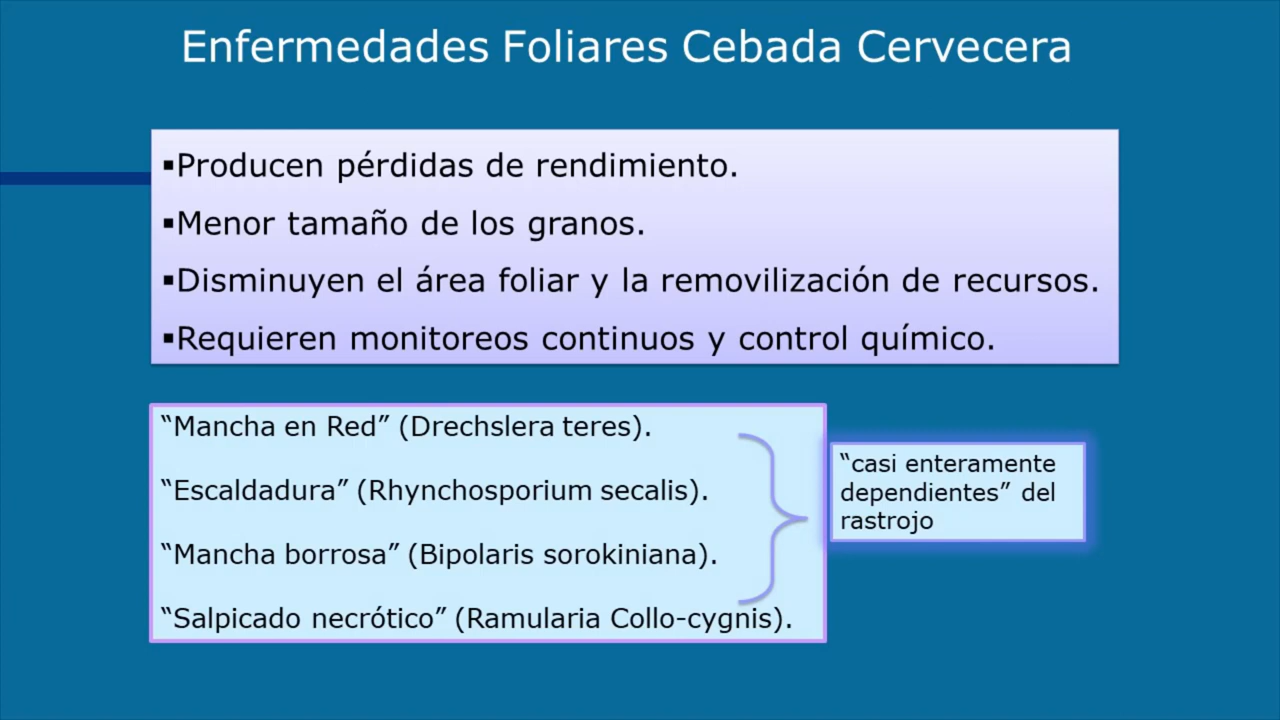 Enfermedades Foliares Cebada Cervecera
▪Producen pérdidas de rendimiento.
▪Menor tamaño de los granos.
▪Disminuyen el área foliar y la removilización de recursos.
▪Requieren monitoreos continuos y control químico.
“Mancha en Red” (Drechslera teres).
“Escaldadura” (Rhynchosporium secalis).
“Mancha borrosa” (Bipolaris sorokiniana).
“Salpicado necrótico” (Ramularia Collo-cygnis).
“casi enteramente
dependientes” del
rastrojo